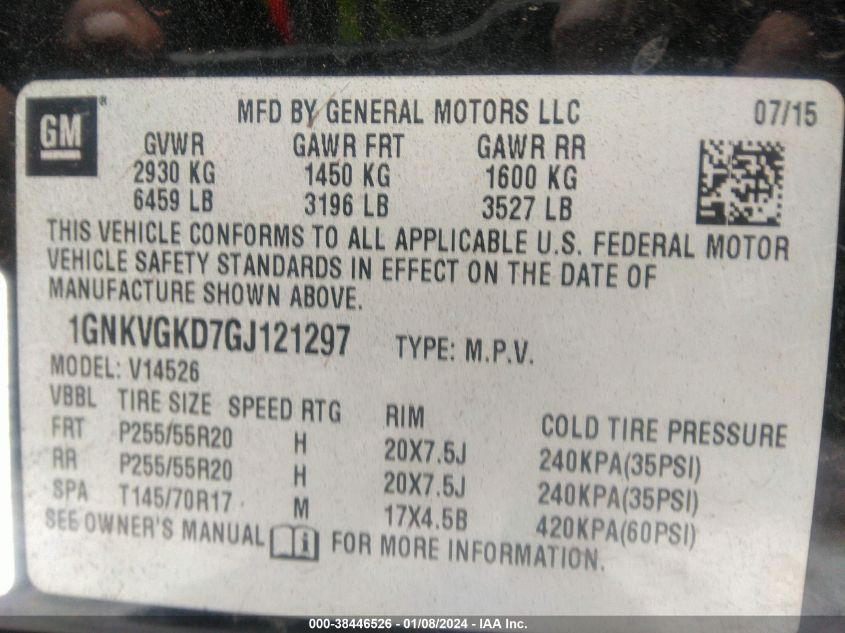 GM
®
MFD BY GENERAL MOTORS LLC 07/15
GVWR GAWR FRT GAWR RR
2930 KG 1450 KG 1600 KG
6459 LB 3196 LB 3527 LB
THIS VEHICLE CONFORMS TO ALL APPLICABLE U.S. FEDERAL MOTOR
VEHICLE SAFETY STANDARDS IN EFFECT ON THE DATE OF
MANUFACTURE SHOWN ABOVE.
1GNKVGKD7GJ121297 TYPE: M.P.V.
MODEL: V14526
VBBL TIRE SIZE SPEED RTG RIM COLD TIRE PRESSURE
FRT P255/55R20 H 20X7.5J 240KPA(35PSI)
RR P255/55R20 H 20X7.5J 240KPA(35PSI)
SPA T145/70R17 M 17X4.5B 420KPA(60PSI)
SEE OWNER'S MANUAL i FOR MORE INFORMATION.
000-38446526 - 01/08/2024 - IAA Inc.